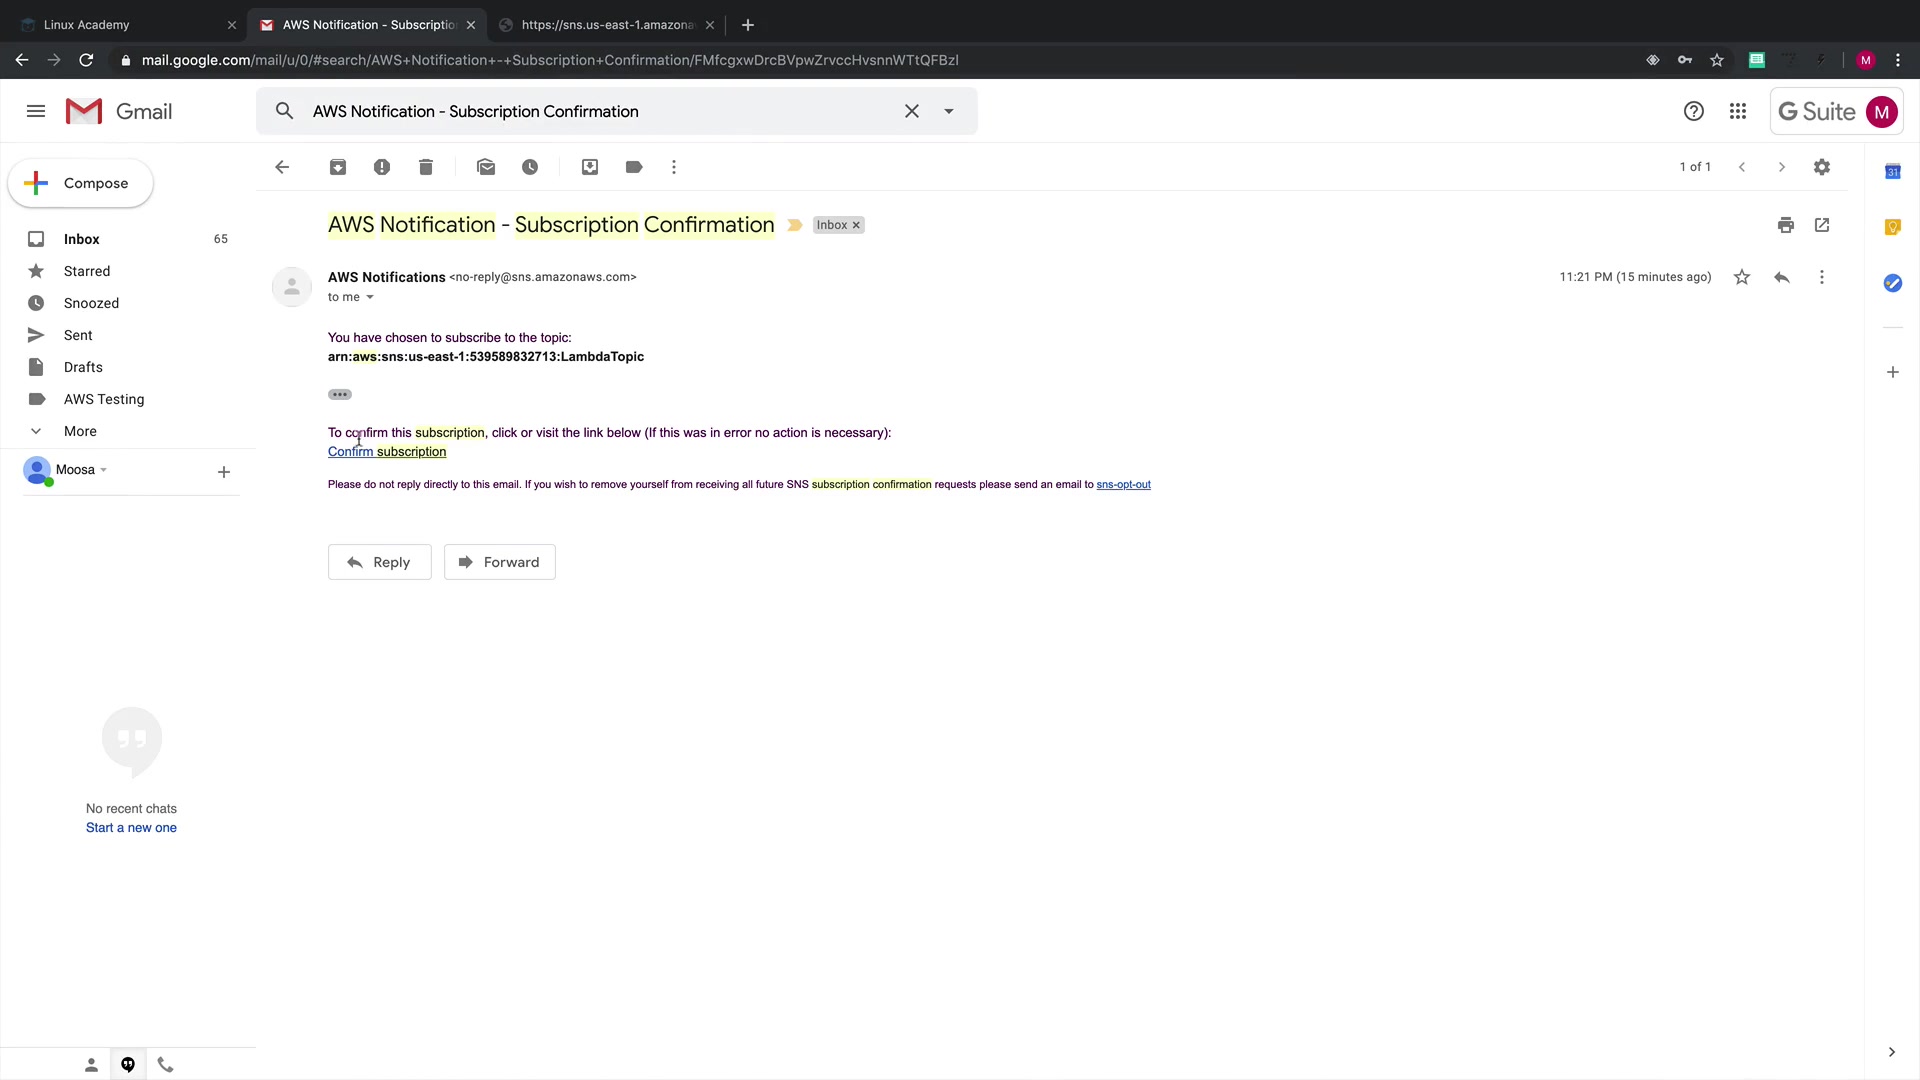 Linux Academy
AWS Notification - Subscriptio
https://sns.us-east-1.amazona
mail.google.com/mail/u/0/#search/AWS+Notification+-+Subscription+Confirmation/FMfcgxwDrcBVpwZrvccHvsnnWTtQFBzl
M
Gmail
AWS Notification - Subscription Confirmation
G Suite
M
Compose
1 of 1
31
AWS Notification - Subscription Confirmation
Inbox
Inbox 65
AWS Notifications <no-reply@sns.amazonaws.com>
11:21 PM (15 minutes ago)
to me
Starred
Snoozed
Sent
Drafts
AWS Testing
More
Moosa
You have chosen to subscribe to the topic:
arn:aws:sns:us-east-1:539589832713:LambdaTopic
To confirm this subscription, click or visit the link below (If this was in error no action is necessary):
Confirm subscription
Please do not reply directly to this email. If you wish to remove yourself from receiving all future SNS subscription confirmation requests please send an email to sns-opt-out
Reply
Forward
No recent chats
Start a new one